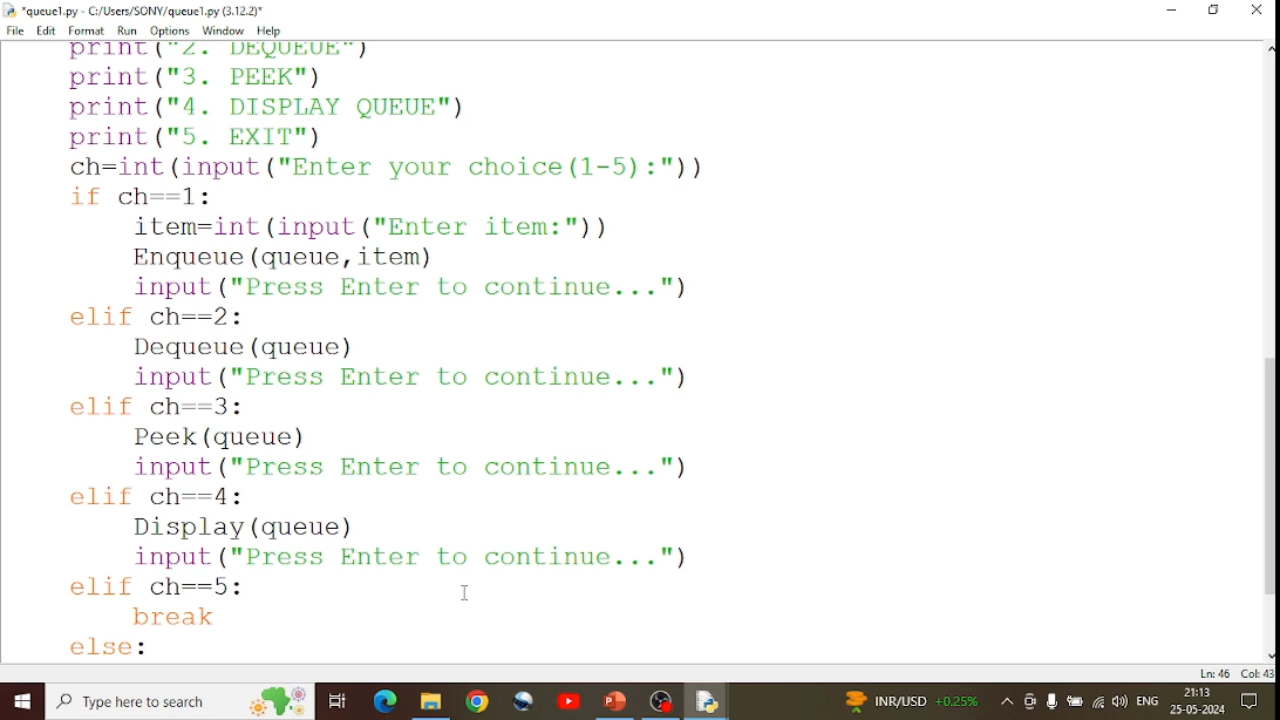 *queue1.py - C:/Users/SONY/queue1.py (3.12.2)*
File Edit Format Run Options Window Help
print("2. DEQUEUE")
print("3. PEEK")
print("4. DISPLAY QUEUE")
print("5. EXIT")
ch=int(input("Enter your choice(1-5):"))
if ch==1:
item=int(input("Enter item:"))
Enqueue(queue,item)
input("Press Enter to continue...")
elif ch==2:
Dequeue(queue)
input("Press Enter to continue...")
elif ch==3:
Peek(queue)
input("Press Enter to continue...")
elif ch==4:
Display(queue)
input("Press Enter to continue...")
elif ch==5:
break
else:
Ln: 46 Col: 43
Type here to search
INR/USD +0.25%
ENG
21:13
25-05-2024